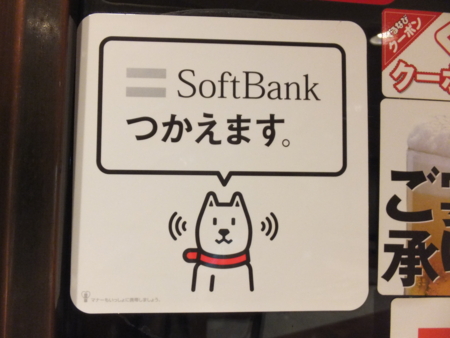 SoftBank
つかえます。
クーポン
ご
承